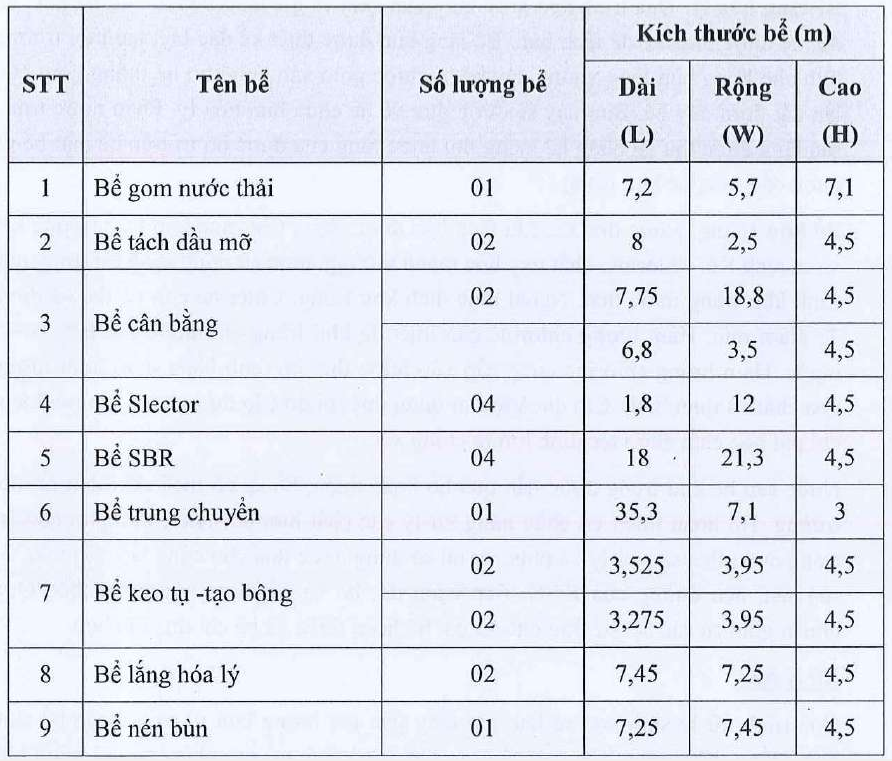 STT Tên bể Số lượng bể Kích thước bể (m)
Dài (L) Rộng (W) Cao (H)
1 Bể gom nước thải 01 7,2 5,7 7,1
2 Bể tách dầu mỡ 02 8 2,5 4,5
3 Bể cân bằng 02 7,75 18,8 4,5
02 6,8 3,5 4,5
4 Bể Slector 04 1,8 12 4,5
5 Bể SBR 04 18 21,3 4,5
6 Bể trung chuyển 01 35,3 7,1 3
7 Bể keo tụ -tạo bông 02 3,525 3,95 4,5
02 3,275 3,95 4,5
8 Bể lắng hóa lý 02 7,45 7,25 4,5
9 Bể nén bùn 01 7,25 7,45 4,5